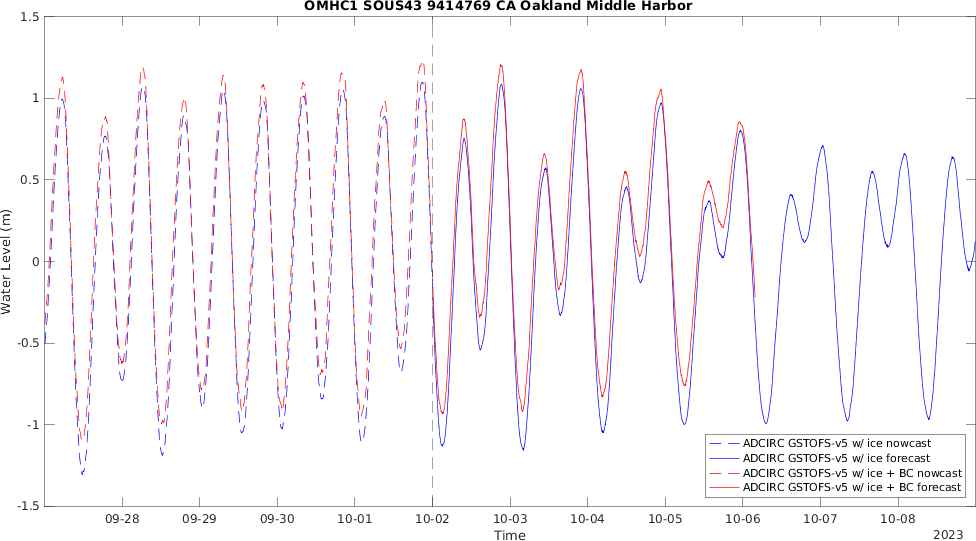 OMHC1 SOUS43 9414769 CA Oakland Middle Harbor
1.5
1
0.5
0
-0.5
-1
-1.5
Water Level (m)
09-28
09-29
09-30
10-01
10-02
10-03
10-04
10-05
10-06
10-07
10-08
Time
2023
ADCIRC GSTOFS-v5 w/ ice nowcast
ADCIRC GSTOFS-v5 w/ ice forecast
ADCIRC GSTOFS-v5 w/ ice + BC nowcast
ADCIRC GSTOFS-v5 w/ ice + BC forecast